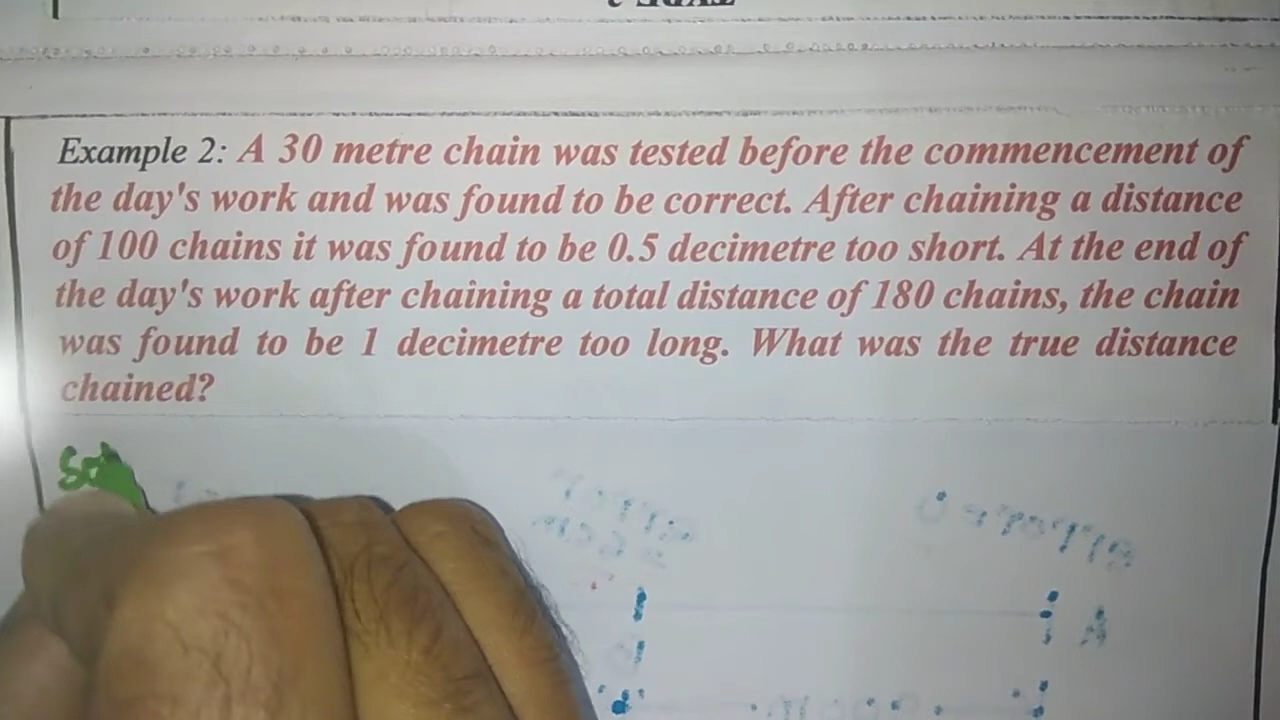 Example 2: A 30 metre chain was tested before the commencement of
the day's work and was found to be correct. After chaining a distance
of 100 chains it was found to be 0.5 decimetre too short. At the end of
the day's work after chaining a total distance of 180 chains, the chain
was found to be 1 decimetre too long. What was the true distance
chained?